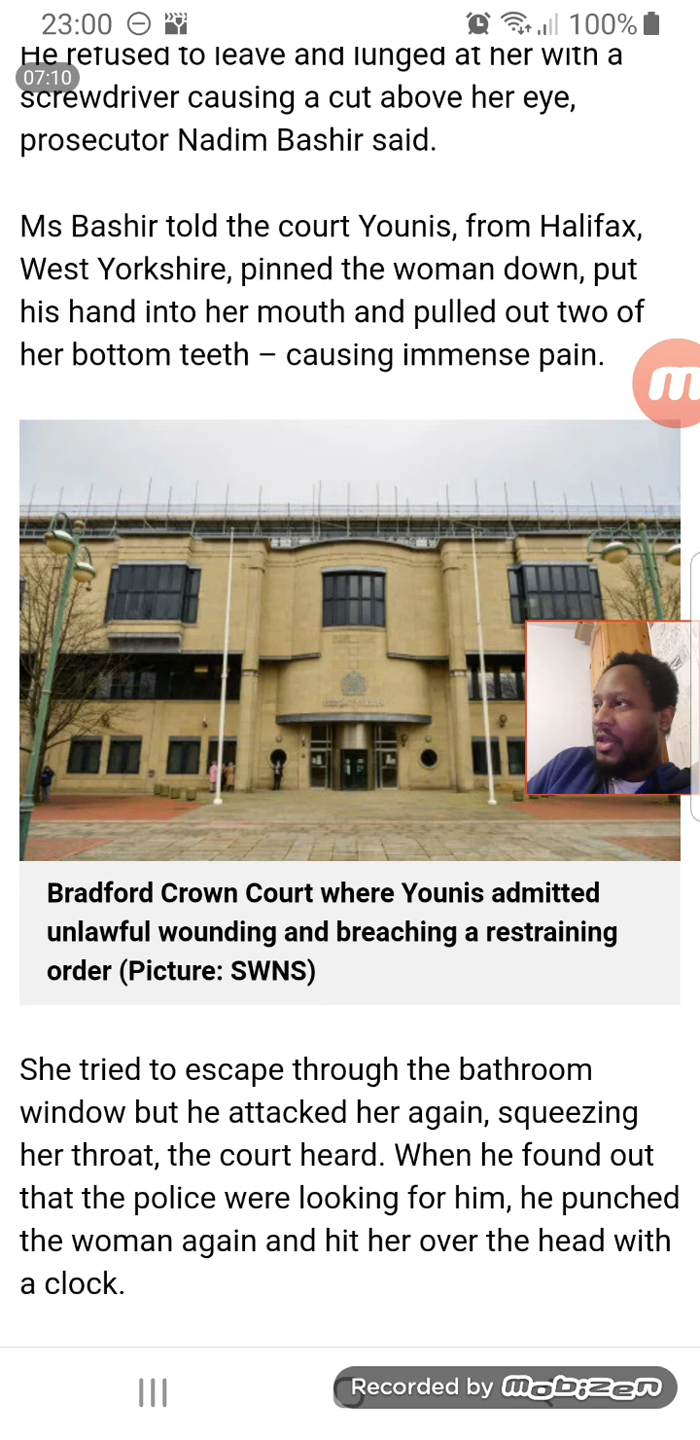 23:00
100%
He refused to leave and lunged at her with a
07:10
screwdriver causing a cut above her eye,
prosecutor Nadim Bashir said.
Ms Bashir told the court Younis, from Halifax,
West Yorkshire, pinned the woman down, put
his hand into her mouth and pulled out two of
her bottom teeth – causing immense pain.
m
Bradford Crown Court where Younis admitted
unlawful wounding and breaching a restraining
order (Picture: SWNS)
She tried to escape through the bathroom
window but he attacked her again, squeezing
her throat, the court heard. When he found out
that the police were looking for him, he punched
the woman again and hit her over the head with
a clock.
Recorded by mobizen